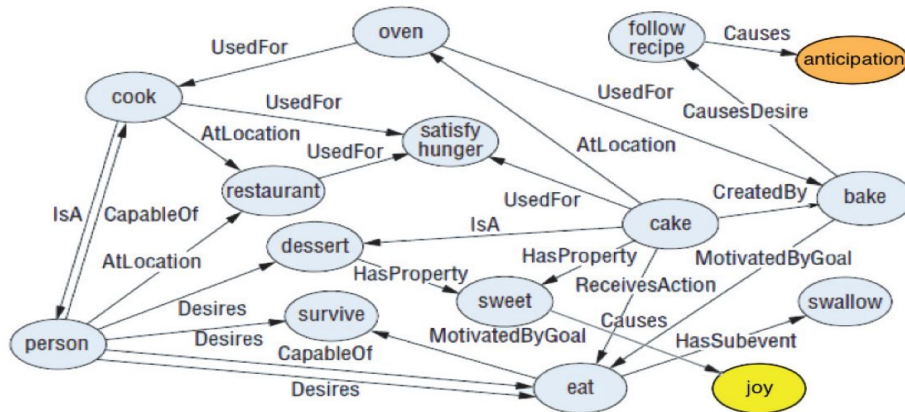 oven
follow
recipe
Causes
anticipation
UsedFor
cook
UsedFor
UsedFor
CausesDesire
AtLocation
satisfy
hunger
AtLocation
UsedFor
restaurant
UsedFor
CreatedBy
bake
IsA
CapableOf
IsA
cake
dessert
AtLocation
HasProperty
HasProperty
MotivatedByGoal
ReceivesAction
sweet
swallow
Desires
survive
Causes
person
Desires
MotivatedByGoal
HasSubevent
CapableOf
Desires
eat
joy